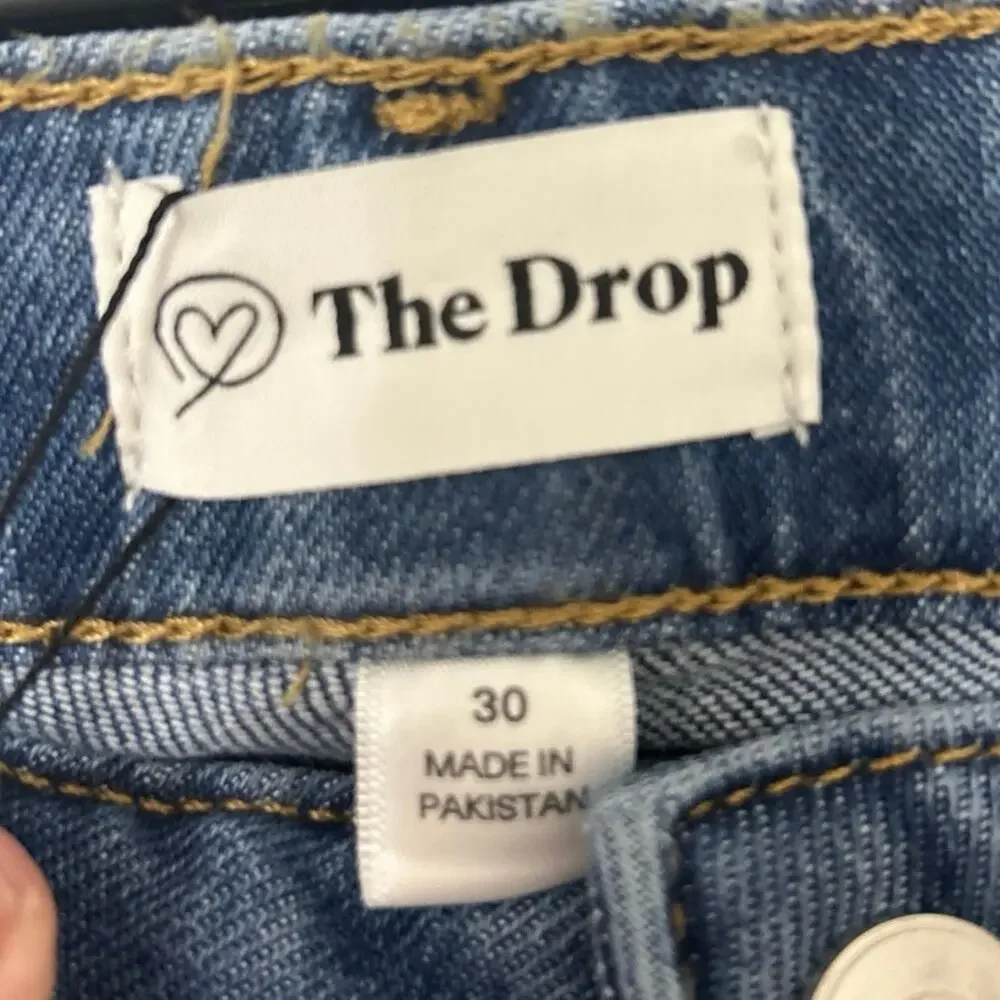 The Drop
30
MADE IN
PAKISTAN